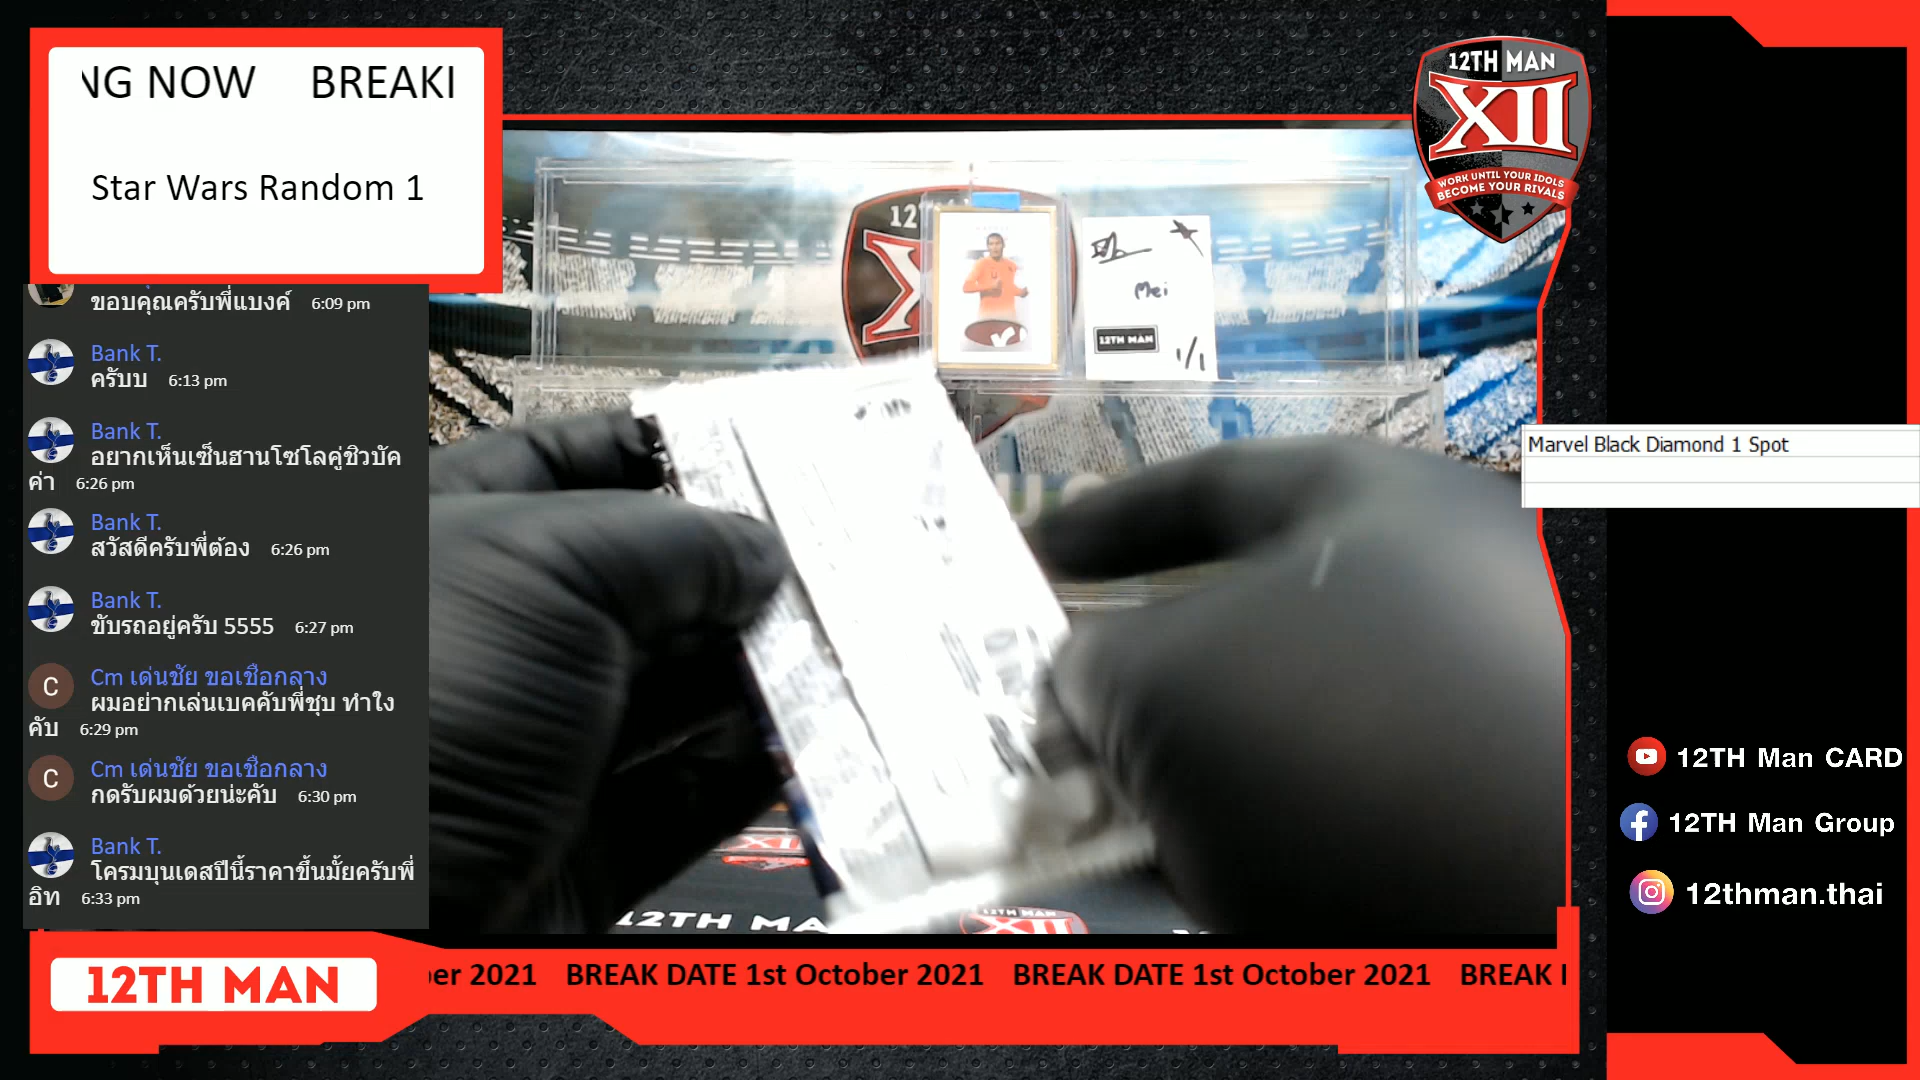 NG NOW BREAKI
Star Wars Random 1
ขอบคุณครับพี่แบงค์ 6:09 pm
Bank T.
ครับบ 6:13 pm
Bank T.
อยากเห็นเซ็นฮานโซโลคู่ชิวบัค
ค่า 6:26 pm
Bank T.
สวัสดีครับพี่ต้อง 6:26 pm
Bank T.
ขับรถอยู่ครับ 5555 6:27 pm
C
Cm เด่นชัย ขอเชือกลาง
ผมอย่ากเล่นเบคคับพี่ชุบ ทำใง
คับ 6:29 pm
C
Cm เด่นชัย ขอเชือกลาง
กดรับผมด้วยน่ะคับ 6:30 pm
Bank T.
โครมบุนเดสปีนี้ราคาขึ้นมั้ยครับพี่
อิท 6:33 pm
12TH MAN
XII
WORK UNTIL YOUR IDOLS
BECOME YOUR RIVALS
12
Mei
12TH MAN
1/1
Marvel Black Diamond 1 Spot
12TH Man CARD
12TH Man Group
12thman.thai
12TH MA
12TH MAN
XII
12TH MAN
er 2021 BREAK DATE 1st October 2021 BREAK DATE 1st October 2021 BREAK